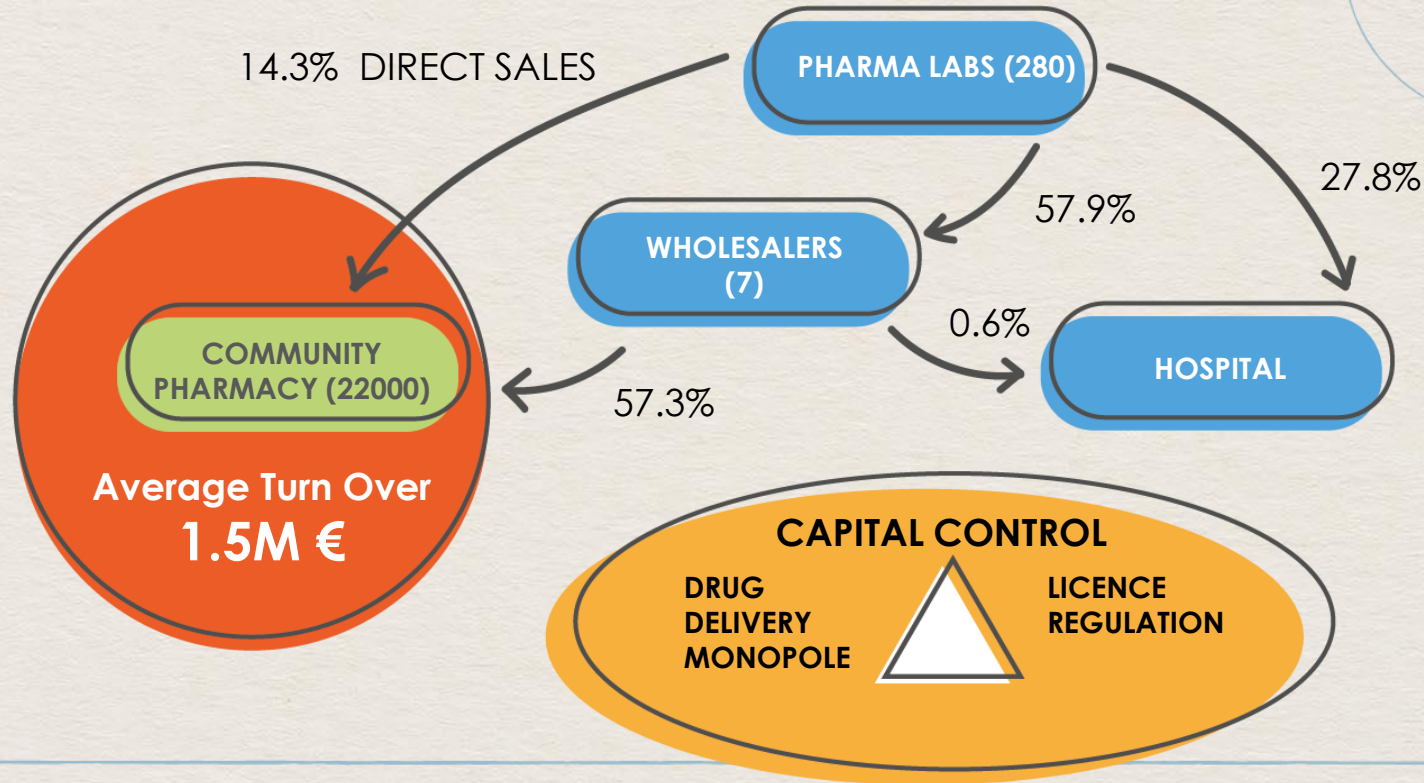 14.3% DIRECT SALES
PHARMA LABS (280)
27.8%
57.9%
WHOLESALERS
(7)
0.6%
HOSPITAL
COMMUNITY
PHARMACY (22000)
57.3%
Average Turn Over
1.5M €
CAPITAL CONTROL
DRUG
DELIVERY
MONOPOLE
LICENCE
REGULATION